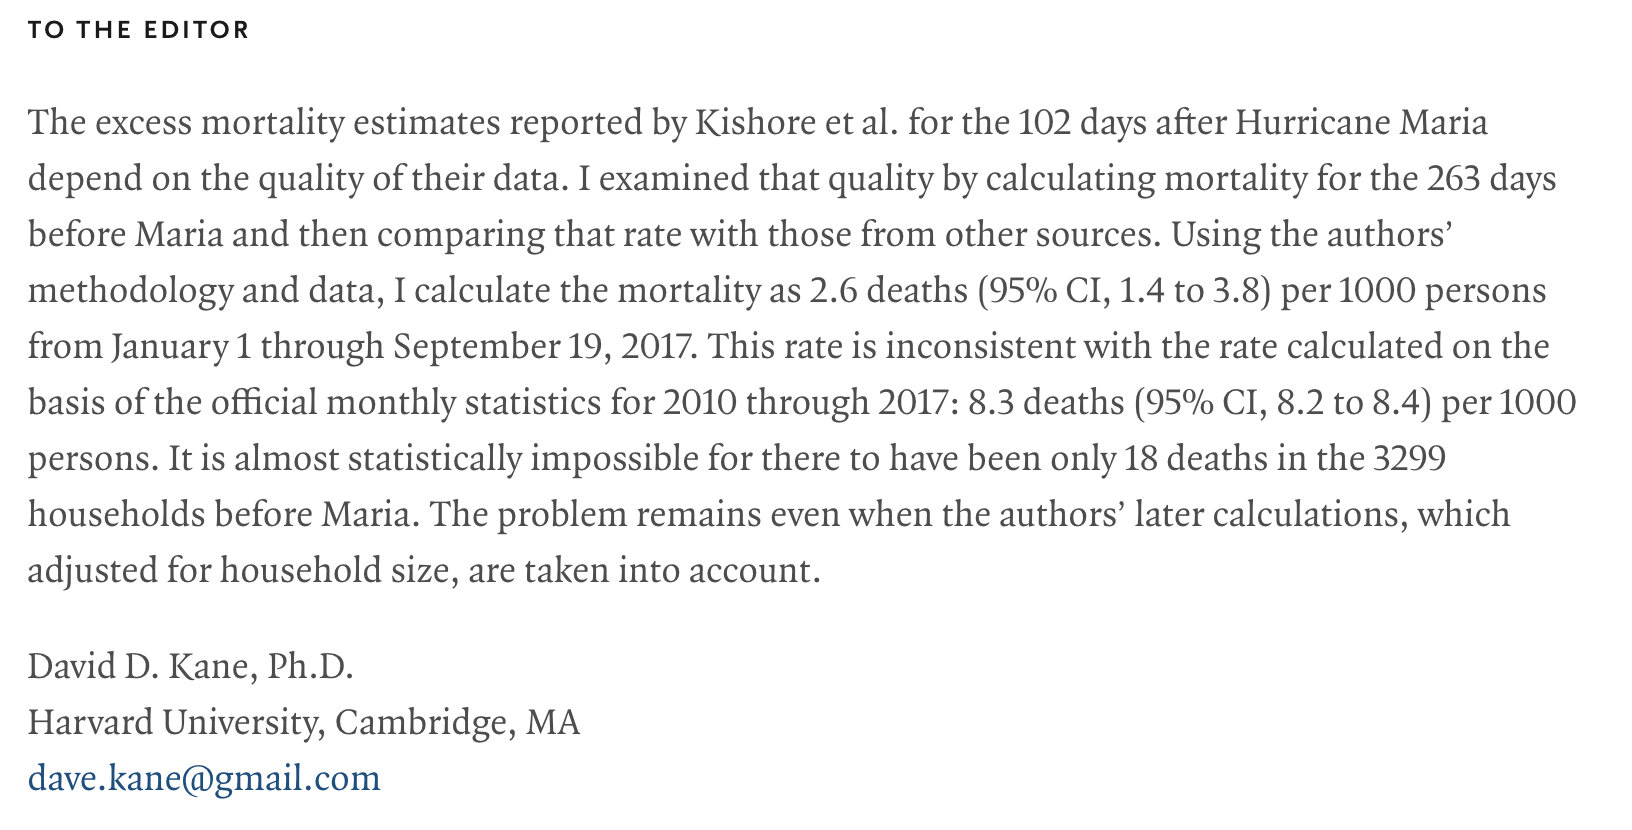 TO THE EDITOR
The excess mortality estimates reported by Kishore et al. for the 102 days after Hurricane Maria
depend on the quality of their data. I examined that quality by calculating mortality for the 263 days
before Maria and then comparing that rate with those from other sources. Using the authors’
methodology and data, I calculate the mortality as 2.6 deaths (95% CI, 1.4 to 3.8) per 1000 persons
from January 1 through September 19, 2017. This rate is inconsistent with the rate calculated on the
basis of the official monthly statistics for 2010 through 2017: 8.3 deaths (95% CI, 8.2 to 8.4) per 1000
persons. It is almost statistically impossible for there to have been only 18 deaths in the 3299
households before Maria. The problem remains even when the authors’ later calculations, which
adjusted for household size, are taken into account.
David D. Kane, Ph.D.
Harvard University, Cambridge, MA
dave.kane@gmail.com